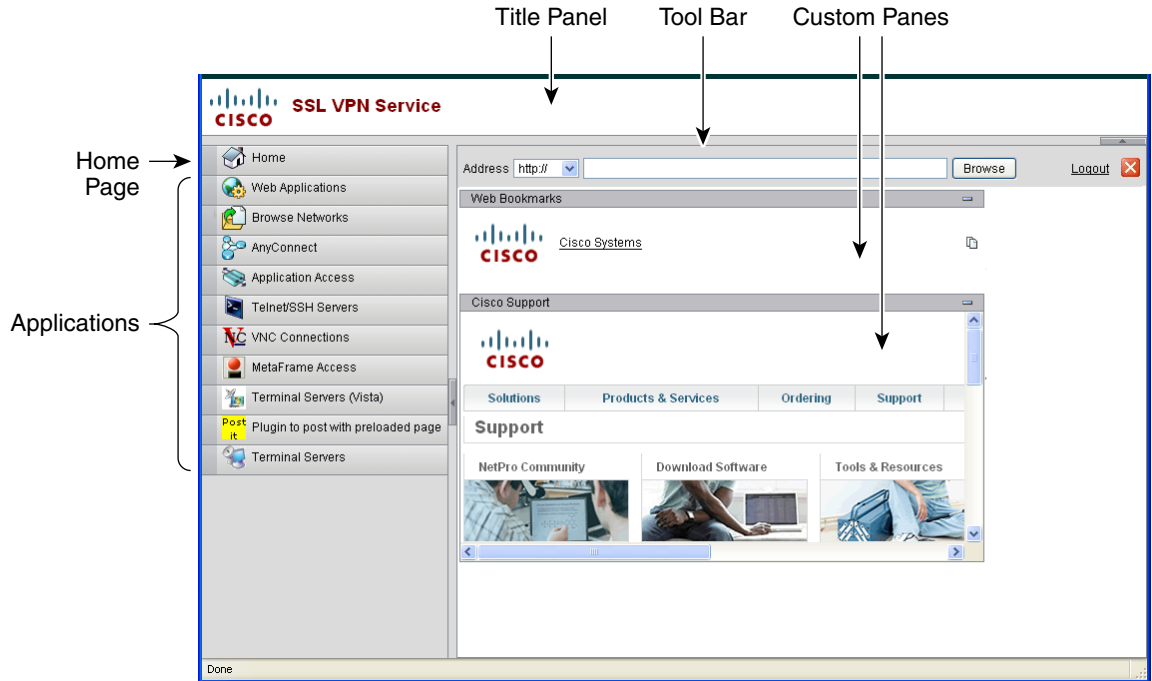 Title Panel
Tool Bar
Custom Panes
CISCO
SSL VPN Service
Home Page
Applications
Home
Web Applications
Browse Networks
AnyConnect
Application Access
Telnet/SSH Servers
VNC
VNC Connections
MetaFrame Access
Terminal Servers (Vista)
Post it
Plugin to post with preloaded page
Terminal Servers
Address http://
Browse
Logout
Web Bookmarks
CISCO
Cisco Systems
Cisco Support
CISCO
Solutions
Products & Services
Ordering
Support
Support
NetPro Community
Download Software
Tools & Resources
Done